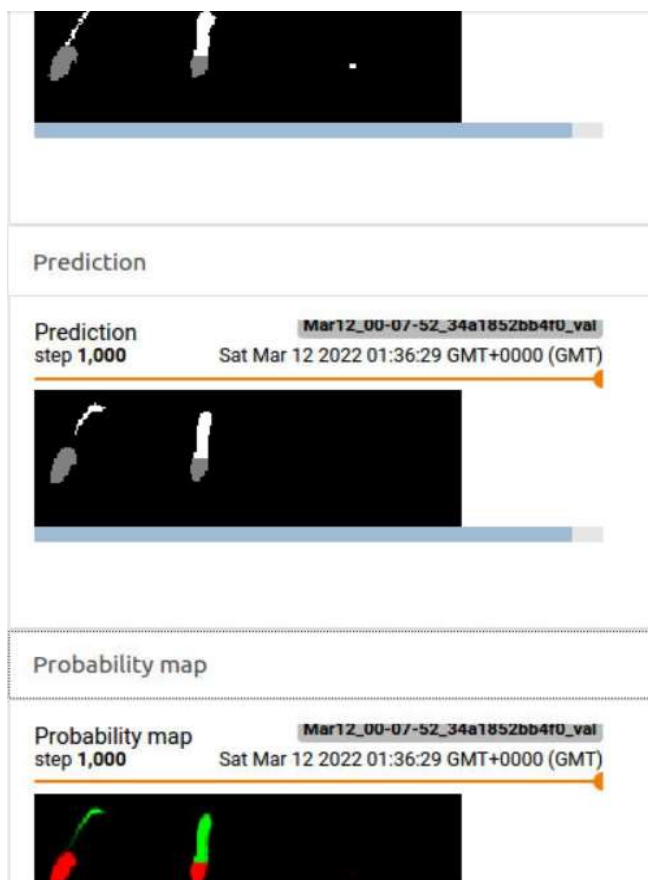 Prediction
Prediction
Mar12_00-07-52_34a1852bb4f0_val
step 1,000
Sat Mar 12 2022 01:36:29 GMT+0000 (GMT)
Probability map
Probability map
Mar12_00-07-52_34a1852bb4f0_val
step 1,000
Sat Mar 12 2022 01:36:29 GMT+0000 (GMT)